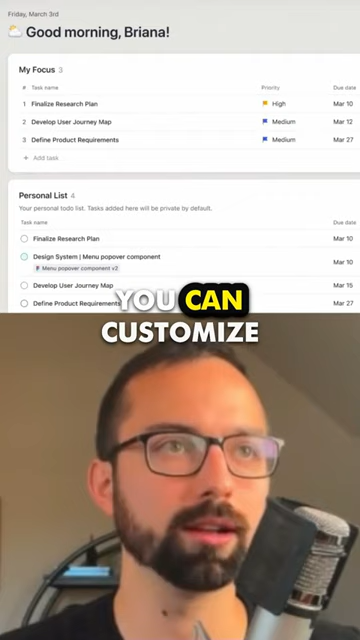 Friday, March 3rd
Good morning, Briana!
My Focus 3
# Task name Priority Due date
1 Finalize Research Plan High Mar 10
2 Develop User Journey Map Medium Mar 12
3 Define Product Requirements Medium Mar 27
+ Add task
Personal List 4
Your personal todo list. Tasks added here will be private by default.
Task name Due date
Finalize Research Plan Mar 10
Design System | Menu popover component Mar 10
# Menu popover component v2
Develop User Journey Map Mar 15
Define Product Requirements Mar 27
YOU CAN
CUSTOMIZE